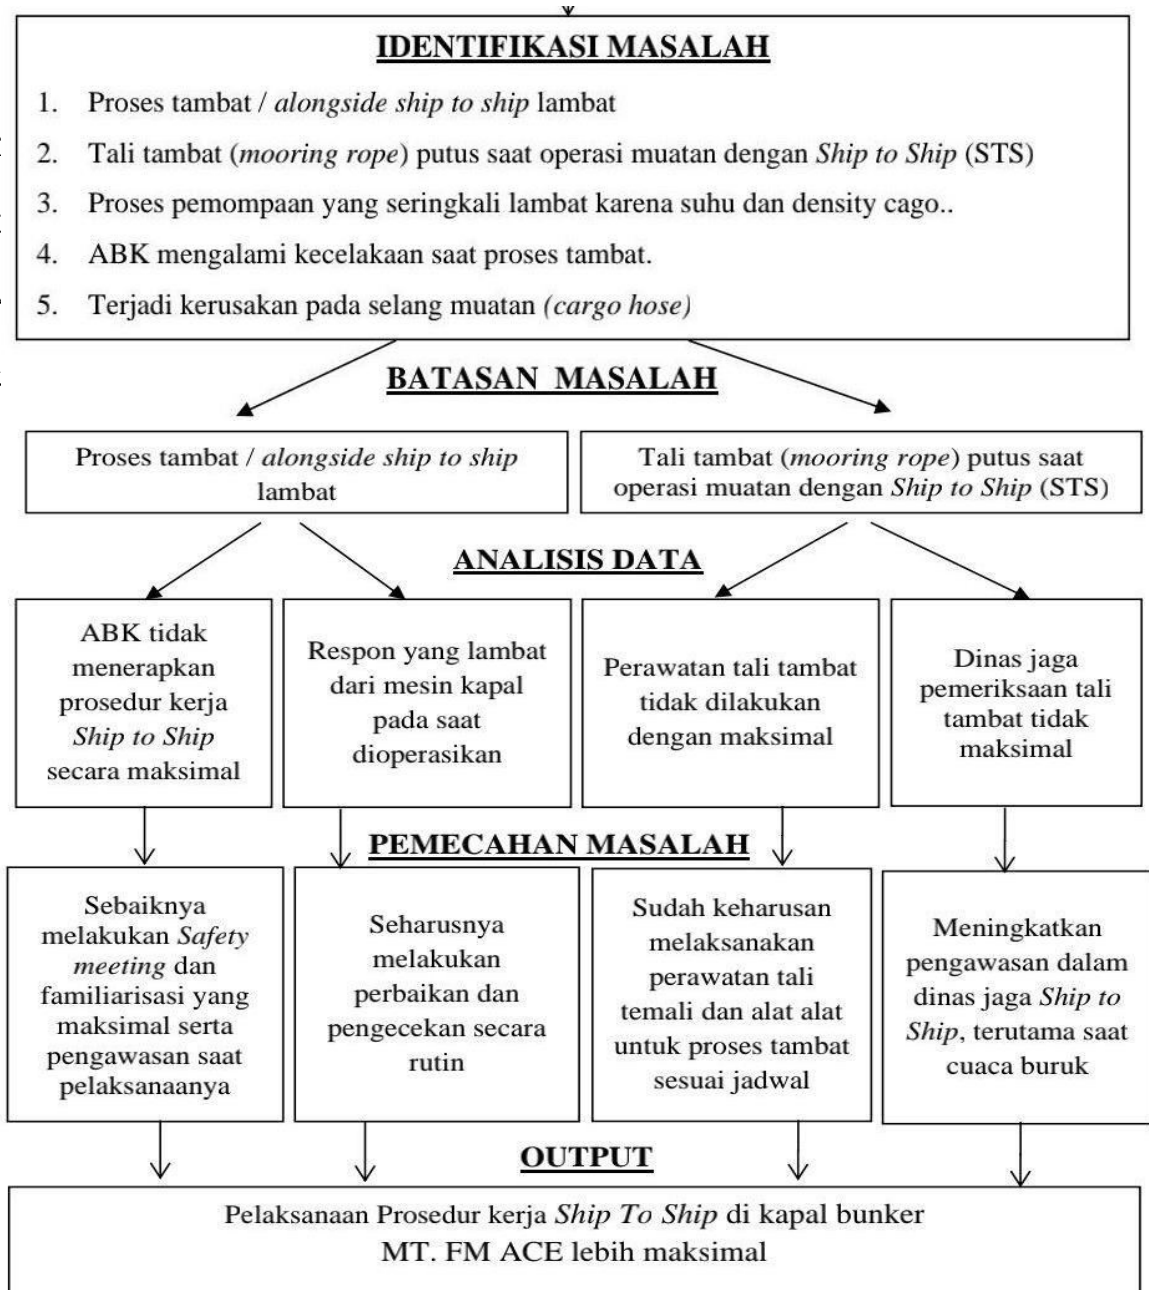 IDENTIFIKASI MASALAH
1. Proses tambat / alongside ship to ship lambat
2. Tali tambat (mooring rope) putus saat operasi muatan dengan Ship to Ship (STS)
3. Proses pemompaan yang seringkali lambat karena suhu dan density cago..
4. ABK mengalami kecelakaan saat proses tambat.
5. Terjadi kerusakan pada selang muatan (cargo hose)
BATASAN MASALAH
Proses tambat / alongside ship to ship
lambat
Tali tambat (mooring rope) putus saat
operasi muatan dengan Ship to Ship (STS)
ANALISIS DATA
ABK tidak
menerapkan
prosedur kerja
Ship to Ship
secara maksimal
Respon yang lambat
dari mesin kapal
pada saat
dioperasikan
Perawatan tali tambat
tidak dilakukan
dengan maksimal
Dinas jaga
pemeriksaan tali
tambat tidak
maksimal
PEMECAHAN MASALAH
Sebaiknya
melakukan Safety
meeting dan
familiarisasi yang
maksimal serta
pengawasan saat
pelaksanaanya
Seharusnya
melakukan
perbaikan dan
pengecekan secara
rutin
Sudah keharusan
melaksanakan
perawatan tali
temali dan alat alat
untuk proses tambat
sesuai jadwal
Meningkatkan
pengawasan dalam
dinas jaga Ship to
Ship, terutama saat
cuaca buruk
OUTPUT
Pelaksanaan Prosedur kerja Ship To Ship di kapal bunker
MT. FM ACE lebih maksimal